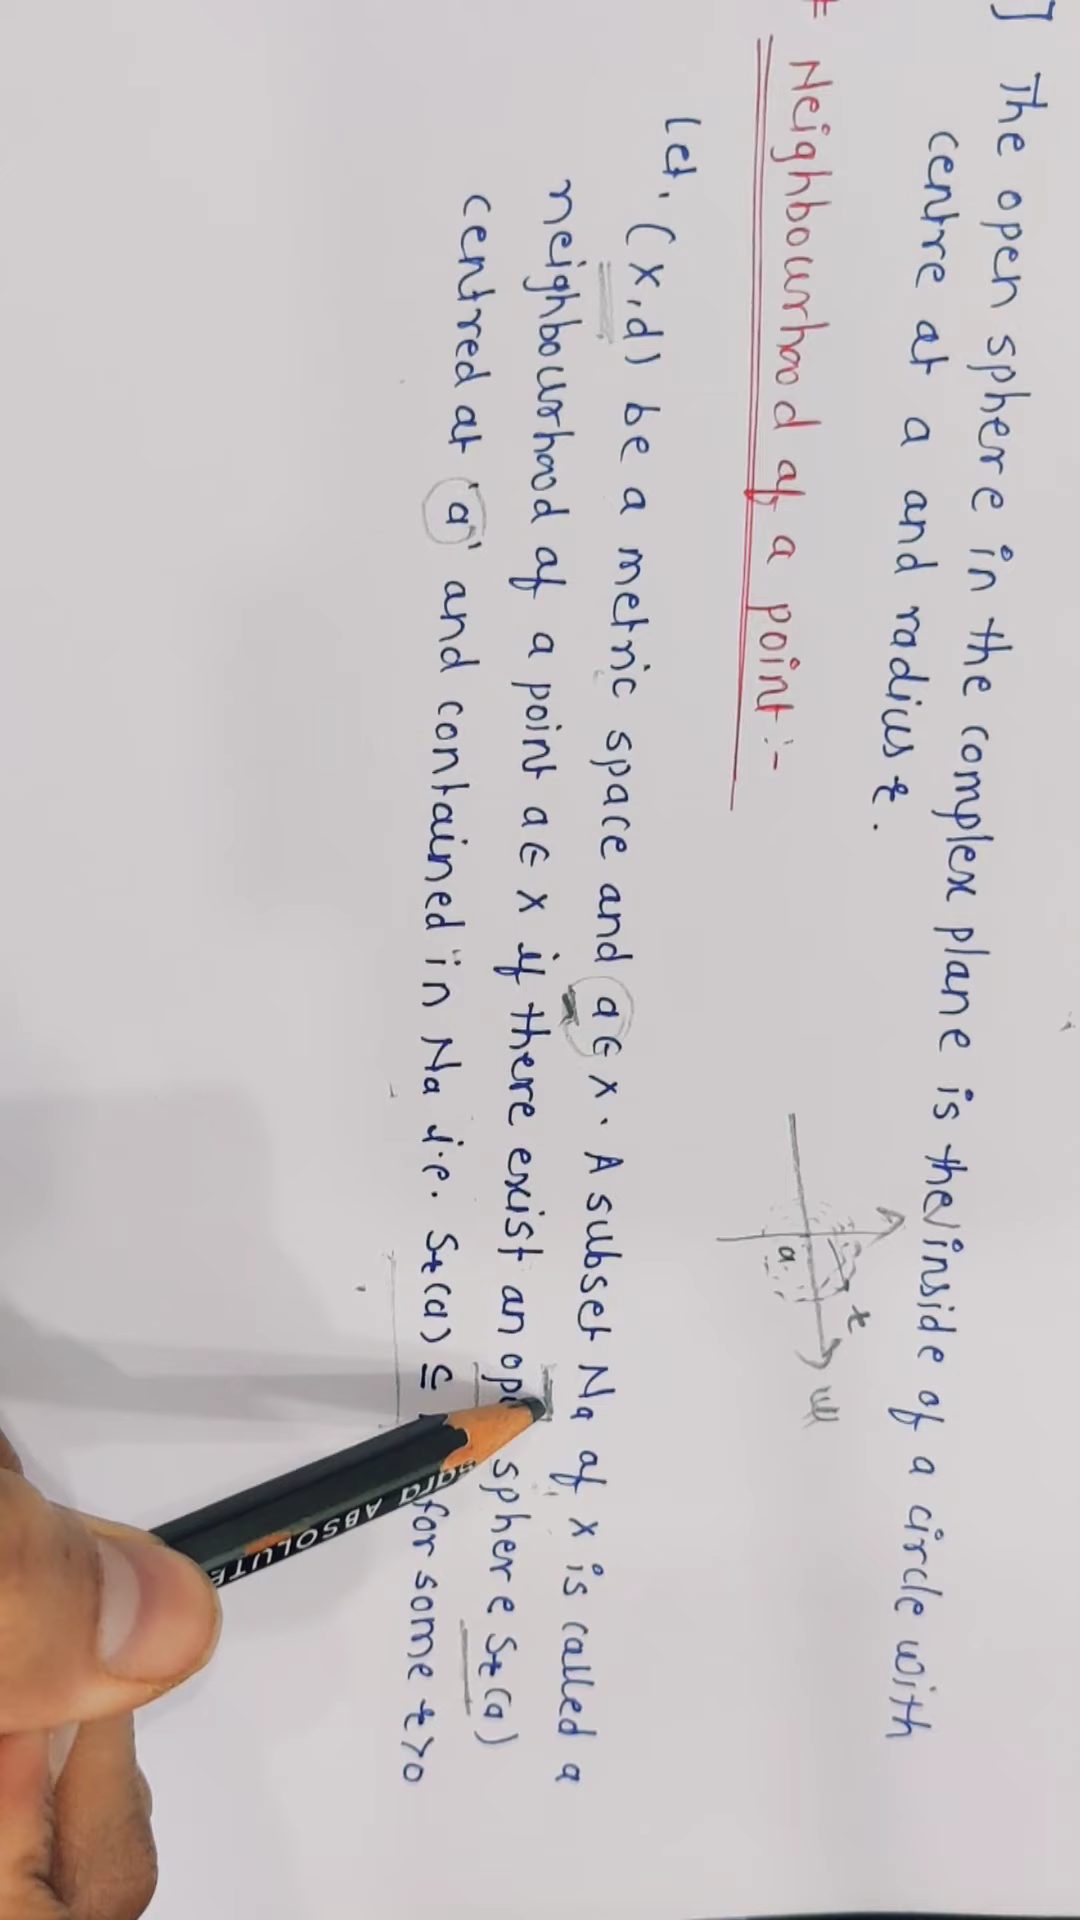 ] The open sphere in the complex plane is the inside of a circle with
centre at a and radius r.
Neighbourhood of a point :-
Let, (X,d) be a metric space and a∈X. A subset Na of X is called a
neighbourhood of a point a∈X if there exist an op sphere Sr(a)
centred at 'a' and contained in Na i.e. Sr(a) ⊆ for some r>0
a
r
ABSOLUTE